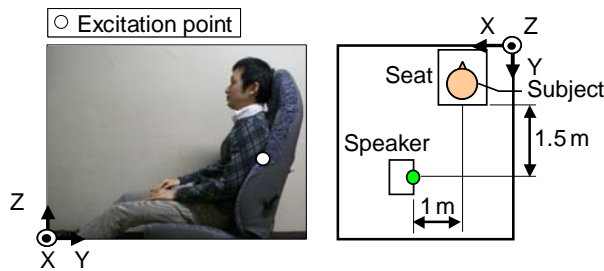 Excitation point
Z
X
Y
X
Z
Y
Seat
Subject
Speaker
1.5 m
1 m